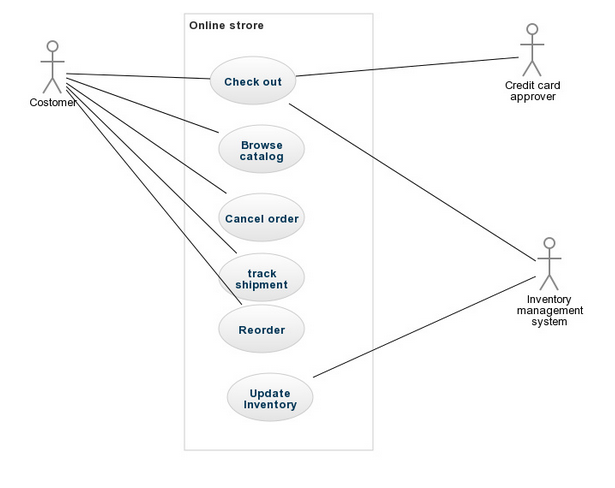 Online strore
Costomer
Check out
Credit card
approver
Browse
catalog
Cancel order
track
shipment
Reorder
Inventory
management
system
Update
Inventory